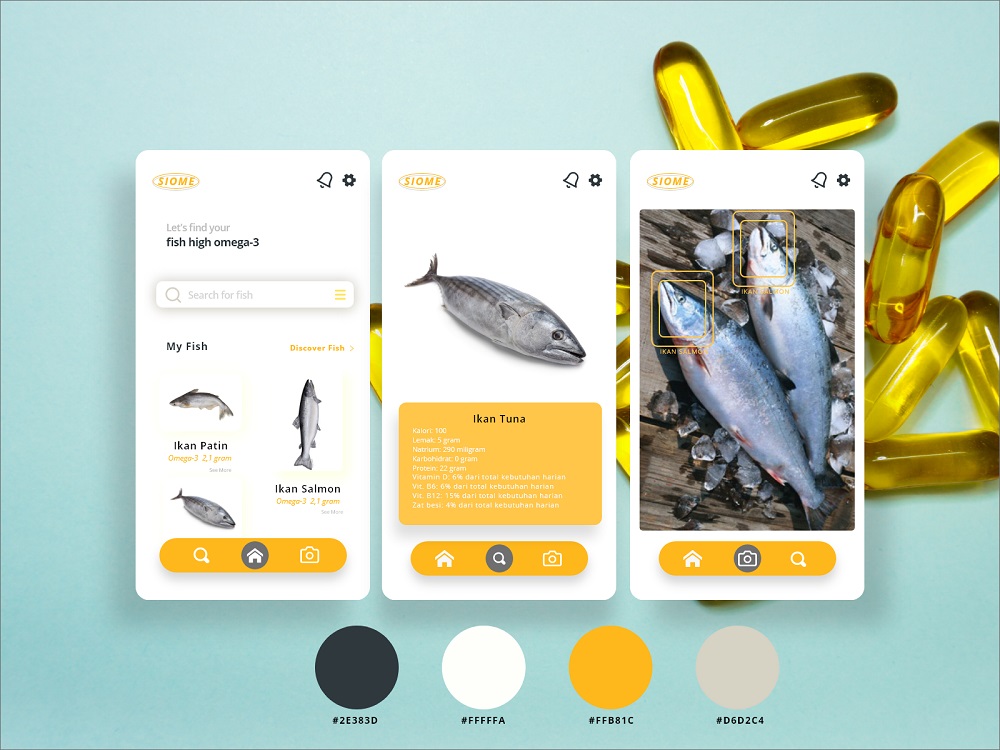 SIOME
Let's find your
fish high omega-3
Search for fish
My Fish
Discover Fish >
Ikan Patin
Omega-3 2,1 gram
See More
Ikan Salmon
Omega-3 2,1 gram
See More
SIOME
Ikan Tuna
Kalori: 100
Lemak: 5 gram
Natrium: 290 miligram
Karbohidrat: 0 gram
Protein: 22 gram
Vitamin D: 6% dari total kebutuhan harian
Vit. B6: 6% dari total kebutuhan harian
Vit. B12: 15% dari total kebutuhan harian
Zat besi: 4% dari total kebutuhan harian
SIOME
IKAN SALMON
IKAN SALMON
#2E383D
#FFFFFA
#FFB81C
#D6D2C4